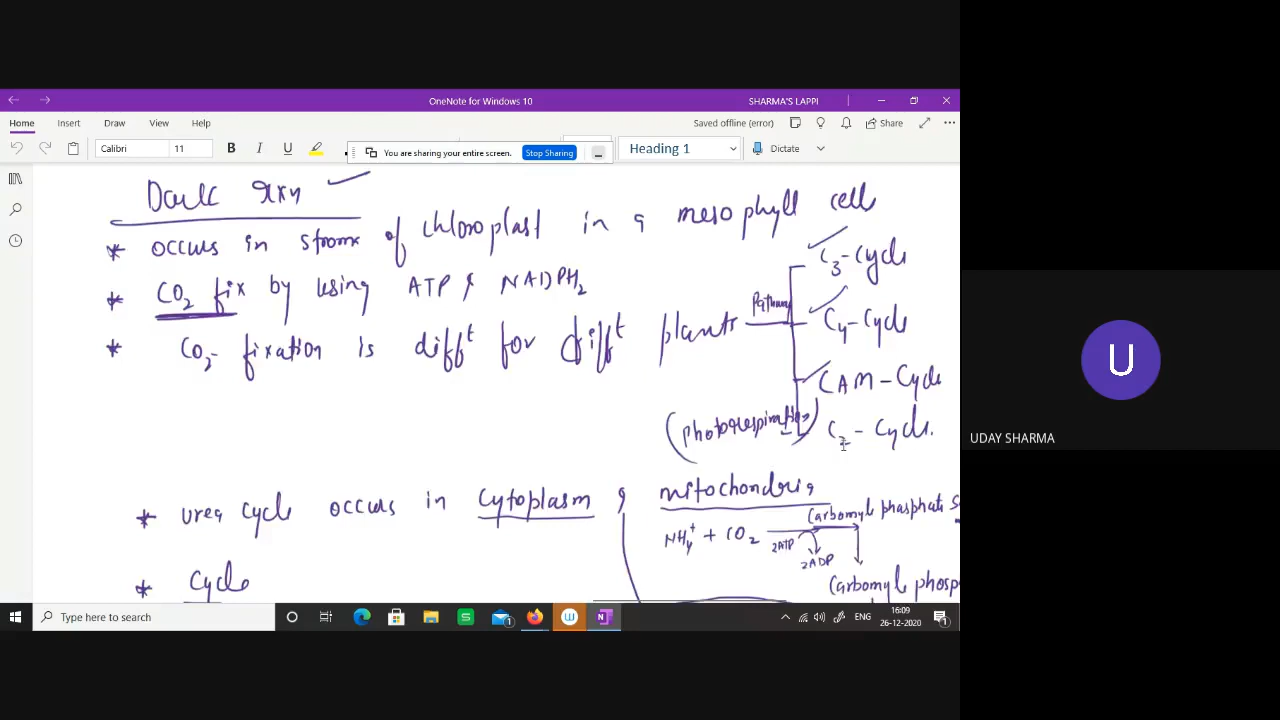 OneNote for Windows 10
SHARMA'S LAPPI
Home Insert Draw View Help
Saved offline (error) Share
Calibri 11 B I U
You are sharing your entire screen. Stop Sharing
Heading 1 Dictate
Dark rxn
* occurs in stroma of chloroplast in a mesophyll cell
* CO2 fix by using ATP & NADPH2
* CO2- fixation is difft for difft plants
Pathway
C3-Cycle
C4-Cycle
CAM-Cycle
(photorespiration) C2-Cycle.
* urea cycle occurs in cytoplasm & mitochondria
NH4+ + CO2 2ATP 2ADP Carbomyl phosphate
* Cycle
Carbomyl phosp
U
UDAY SHARMA
Type here to search
ENG
16:09
26-12-2020